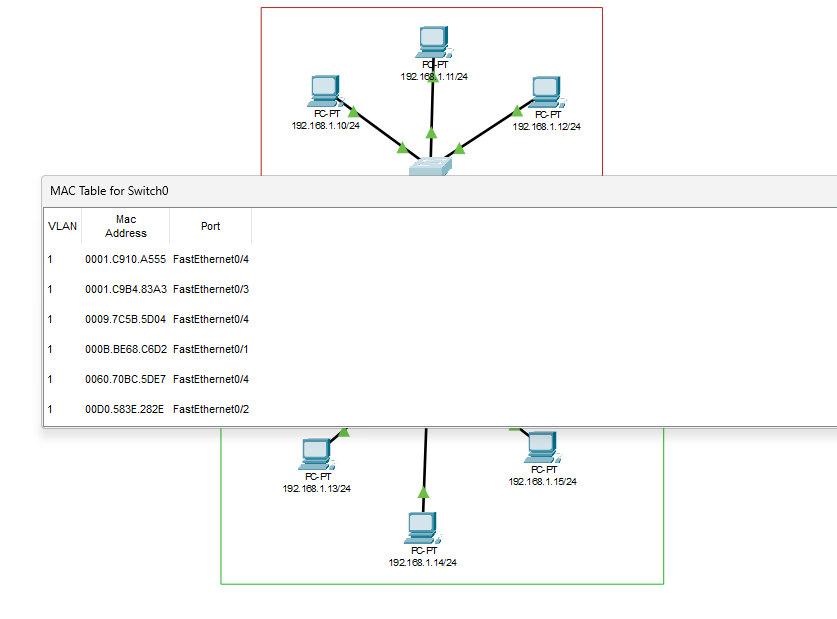 PC-PT
192.168.1.11/24
PC-PT
192.168.1.10/24
PC-PT
192.168.1.12/24
MAC Table for Switch0
VLAN Mac Address Port
1 0001.C910.A555 FastEthernet0/4
1 0001.C9B4.83A3 FastEthernet0/3
1 0009.7C5B.5D04 FastEthernet0/4
1 000B.BE68.C6D2 FastEthernet0/1
1 0060.70BC.5DE7 FastEthernet0/4
1 00D0.583E.282E FastEthernet0/2
PC-PT
192.168.1.13/24
PC-PT
192.168.1.15/24
PC-PT
192.168.1.14/24